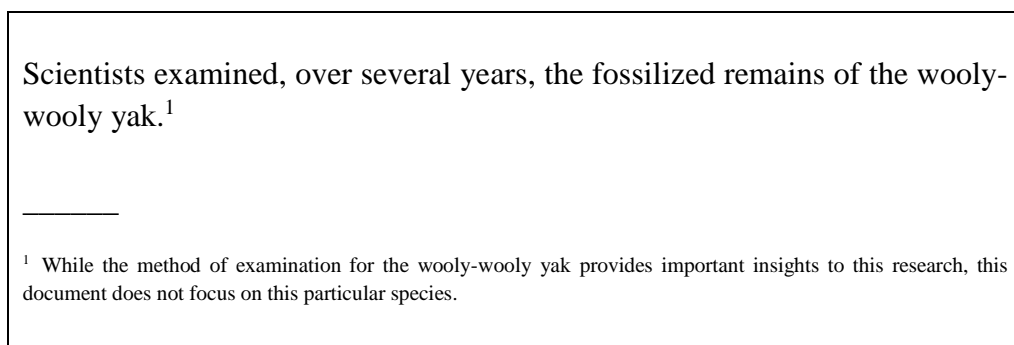 Scientists examined, over several years, the fossilized remains of the wooly-
wooly yak.1
______
1 While the method of examination for the wooly-wooly yak provides important insights to this research, this
document does not focus on this particular species.